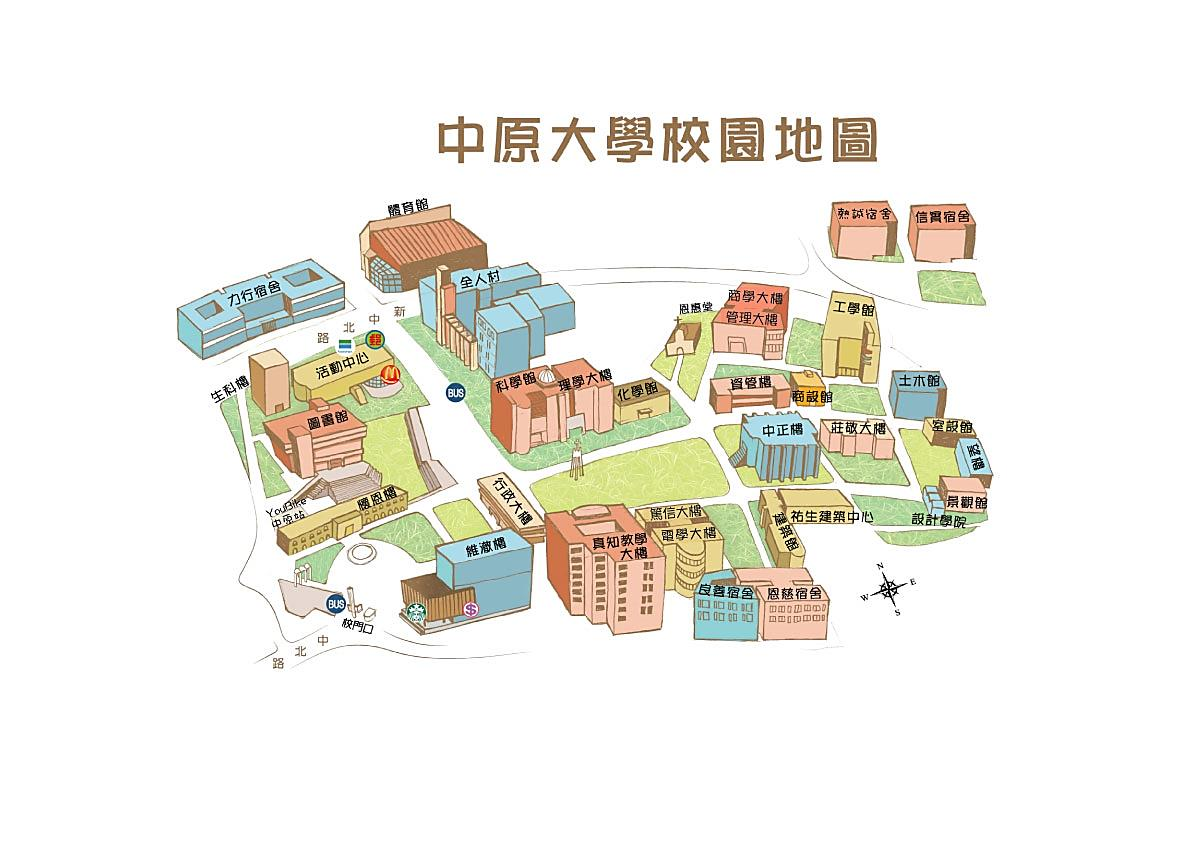 中原大學校園地圖
體育館
熱誠宿舍
信實宿舍
力行宿舍
全人村
新中北路
郵
恩惠堂
商學大樓
管理大樓
工學館
活動中心
生科樓
BUS
科學館
理學大樓
化學館
資管樓
商設館
土木館
圖書館
中正樓
莊敬大樓
室設館
行政大樓
YouBike
中原站
懷恩樓
景觀館
設計學院
篤信大樓
電學大樓
真知教學
大樓
祐生建築中心
建築館
維澈樓
良善宿舍
恩慈宿舍
N
E
W
S
BUS
$
校門口
中北路